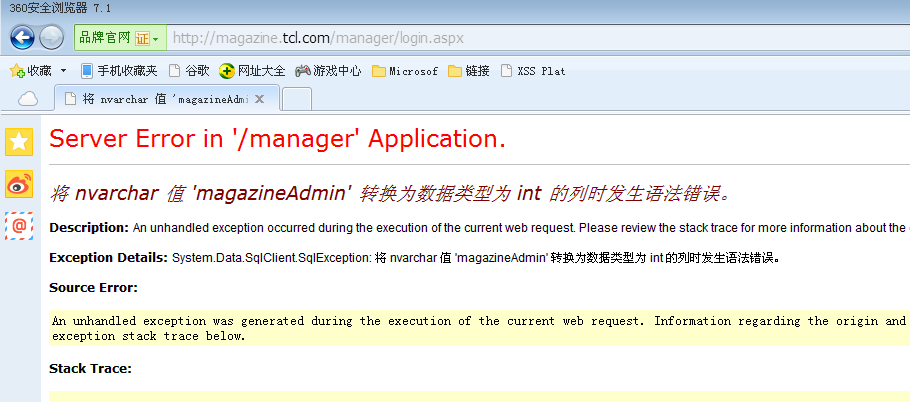 360安全浏览器 7.1
品牌官网 证 http://magazine.tcl.com/manager/login.aspx
收藏 手机收藏夹 谷歌 网址大全 游戏中心 Microsof 链接 XSS Plat
将 nvarchar 值 'magazineAdmi
Server Error in '/manager' Application.
将 nvarchar 值 'magazineAdmin' 转换为数据类型为 int 的列时发生语法错误。
Description: An unhandled exception occurred during the execution of the current web request. Please review the stack trace for more information about the
Exception Details: System.Data.SqlClient.SqlException: 将 nvarchar 值 'magazineAdmin' 转换为数据类型为 int 的列时发生语法错误。
Source Error:
An unhandled exception was generated during the execution of the current web request. Information regarding the origin and
exception stack trace below.
Stack Trace: